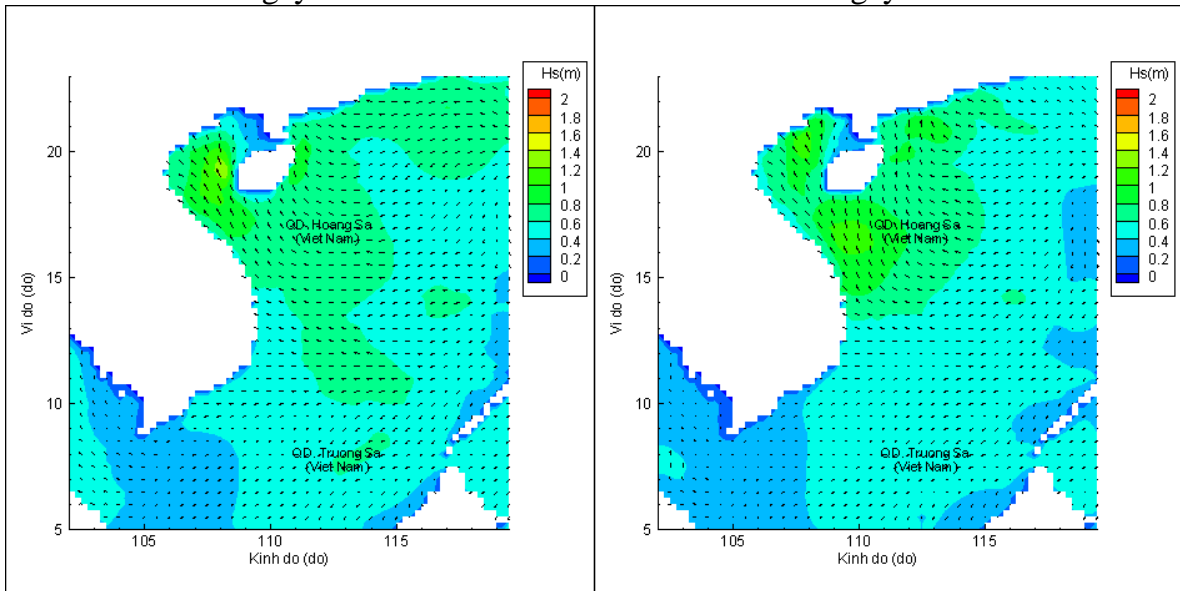 Hs(m)
2
1.8
1.6
1.4
1.2
1
0.8
0.6
0.4
0.2
0
20
15
10
5
105
110
115
Vi do (do)
Kinh do (do)
QD. Hoang Sa
(Viet Nam)
QD. Truong Sa
(Viet Nam)
Hs(m)
2
1.8
1.6
1.4
1.2
1
0.8
0.6
0.4
0.2
0
20
15
10
5
105
110
115
Vi do (do)
Kinh do (do)
QD. Hoang Sa
(Viet Nam)
QD. Truong Sa
(Viet Nam)